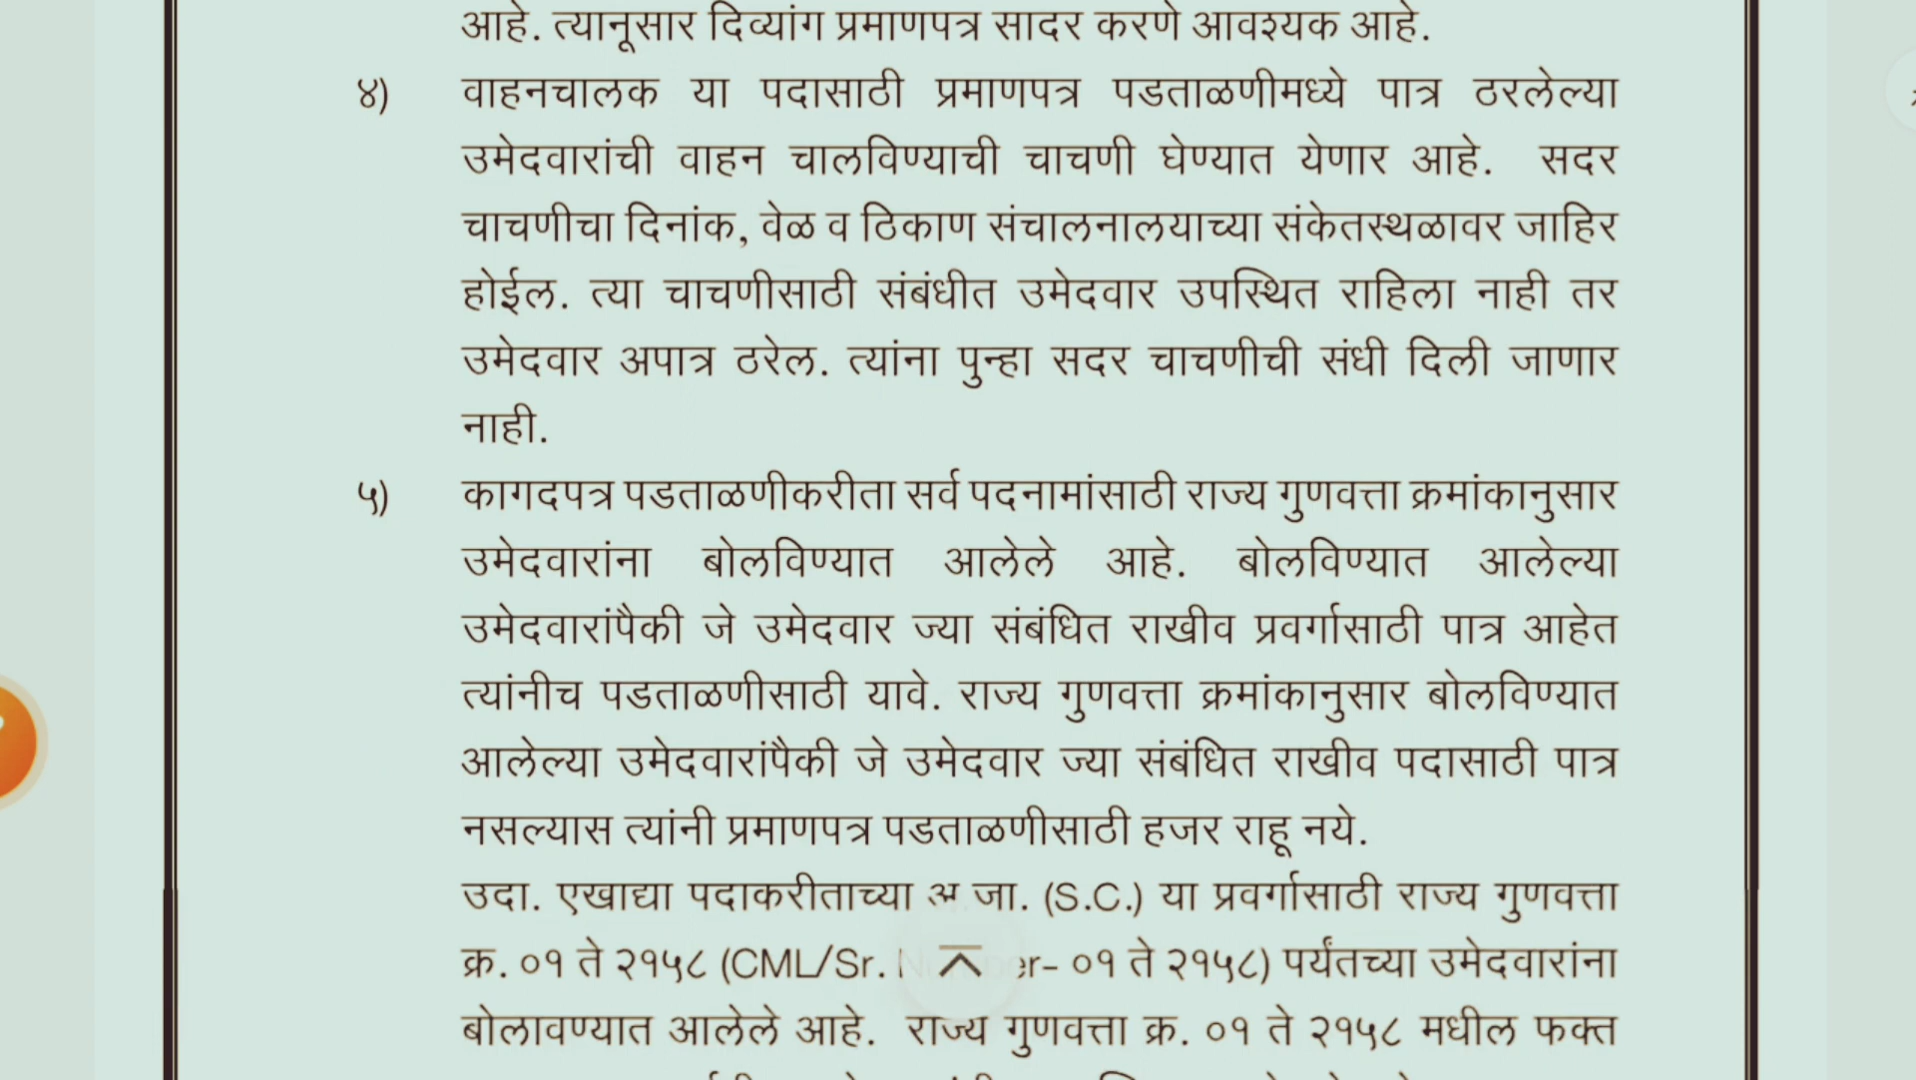 आहे. त्यानूसार दिव्यांग प्रमाणपत्र सादर करणे आवश्यक आहे.
४) वाहनचालक या पदासाठी प्रमाणपत्र पडताळणीमध्ये पात्र ठरलेल्या
उमेदवारांची वाहन चालविण्याची चाचणी घेण्यात येणार आहे. सदर
चाचणीचा दिनांक, वेळ व ठिकाण संचालनालयाच्या संकेतस्थळावर जाहिर
होईल. त्या चाचणीसाठी संबंधीत उमेदवार उपस्थित राहिला नाही तर
उमेदवार अपात्र ठरेल. त्यांना पुन्हा सदर चाचणीची संधी दिली जाणार
नाही.
५) कागदपत्र पडताळणीकरीता सर्व पदनामांसाठी राज्य गुणवत्ता क्रमांकानुसार
उमेदवारांना बोलविण्यात आलेले आहे. बोलविण्यात आलेल्या
उमेदवारांपैकी जे उमेदवार ज्या संबंधित राखीव प्रवर्गासाठी पात्र आहेत
त्यांनीच पडताळणीसाठी यावे. राज्य गुणवत्ता क्रमांकानुसार बोलविण्यात
आलेल्या उमेदवारांपैकी जे उमेदवार ज्या संबंधित राखीव पदासाठी पात्र
नसल्यास त्यांनी प्रमाणपत्र पडताळणीसाठी हजर राहू नये.
उदा. एखाद्या पदाकरीताच्या अ.जा. (S.C.) या प्रवर्गासाठी राज्य गुणवत्ता
क्र. ०१ ते २१५८ (CML/Sr. Number- ०१ ते २१५८) पर्यंतच्या उमेदवारांना
बोलावण्यात आलेले आहे. राज्य गुणवत्ता क्र. ०१ ते २१५८ मधील फक्त